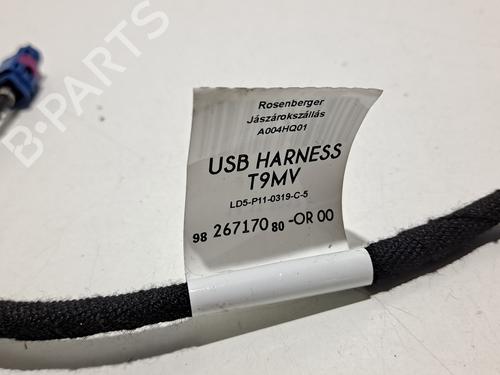 Rosenberger
Jászárokszállás
A004HQ01
USB HARNESS
T9MV
LD5-P11-0319-C-5
98 267170 80 -OR 00
B-PARTS